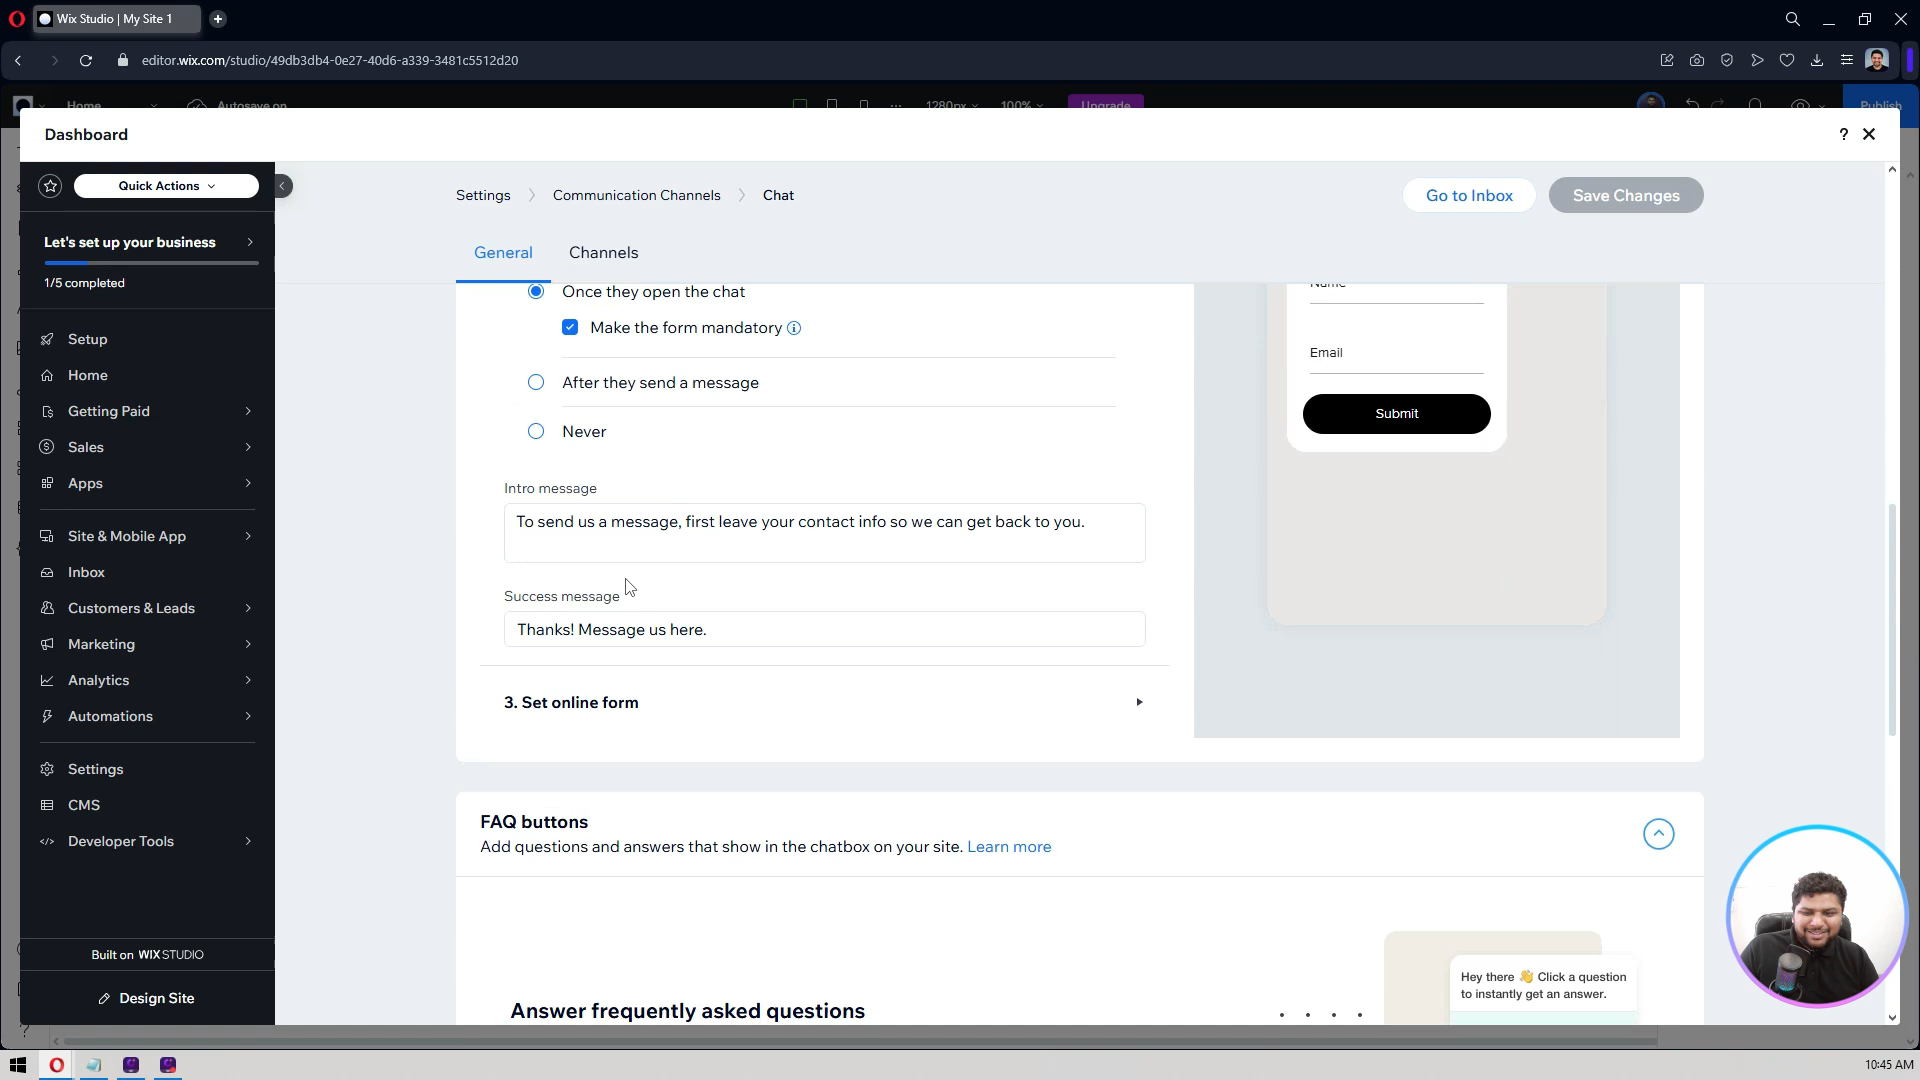 Wix Studio | My Site 1
editor.wix.com/studio/49db3db4-0e27-40d6-a339-3481c5512d20
Home
Autosave on
1280px
100%
Upgrade
Publish
Dashboard
?
Quick Actions
Settings
Communication Channels
Chat
Go to Inbox
Save Changes
Let's set up your business
1/5 completed
General
Channels
Once they open the chat
Make the form mandatory
After they send a message
Never
Name
Email
Submit
Setup
Home
Getting Paid
Sales
Apps
Site & Mobile App
Inbox
Customers & Leads
Marketing
Analytics
Automations
Settings
CMS
Developer Tools
Built on WIX STUDIO
Design Site
Intro message
To send us a message, first leave your contact info so we can get back to you.
Success message
Thanks! Message us here.
3. Set online form
FAQ buttons
Add questions and answers that show in the chatbox on your site. Learn more
Answer frequently asked questions
Hey there 👋 Click a question
to instantly get an answer.
10:45 AM